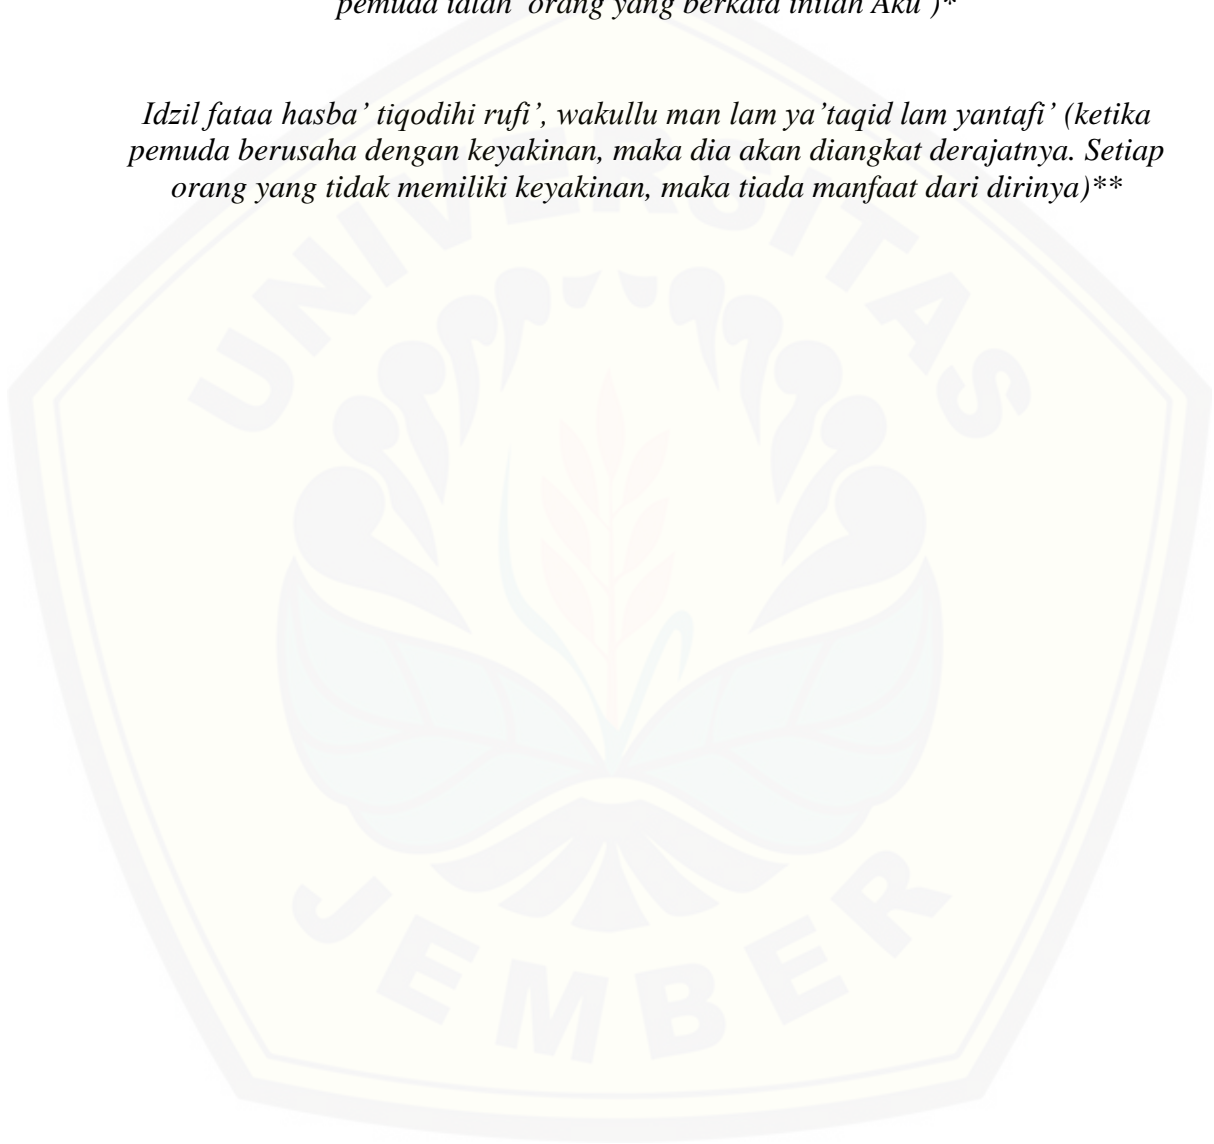 pemuda ialah 'orang yang berkata inilah Aku')*
Idzil fataa hasba' tiqodihi rufi', wakullu man lam ya'taqid lam yantafi' (ketika
pemuda berusaha dengan keyakinan, maka dia akan diangkat derajatnya. Setiap
orang yang tidak memiliki keyakinan, maka tiada manfaat dari dirinya)**
UNIVERSITAS
JEMBER